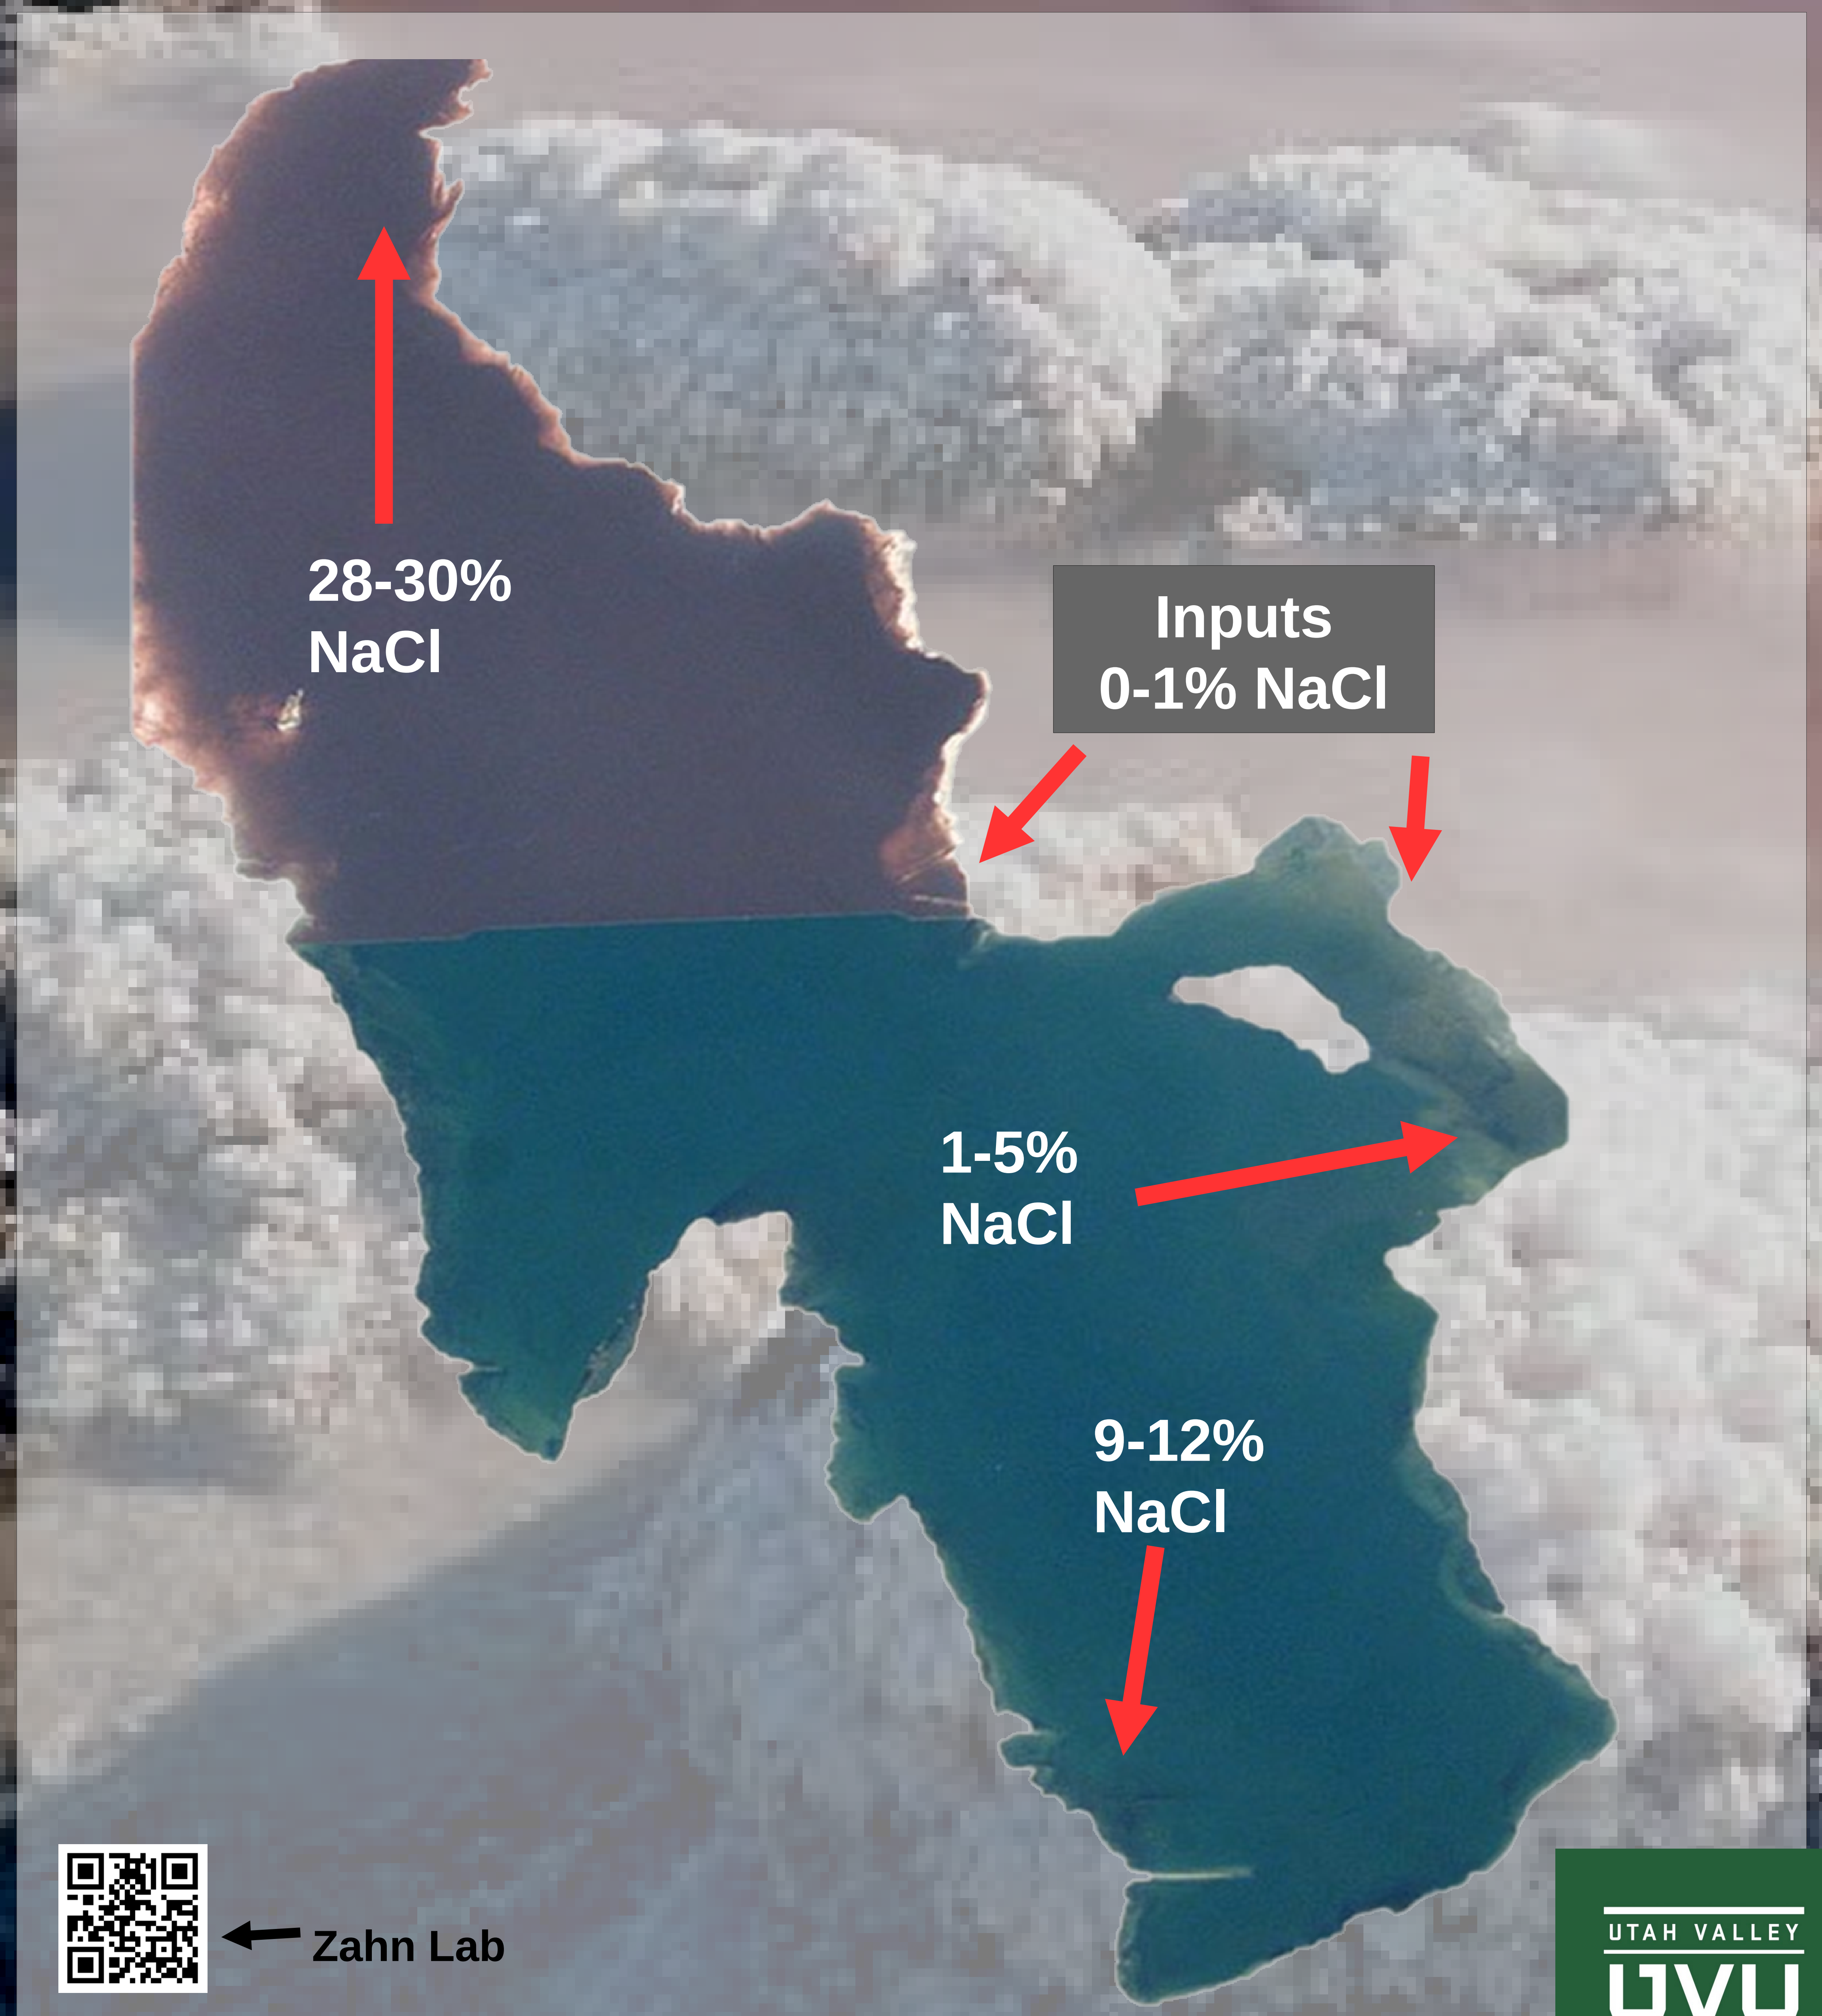 28-30%
NaCl
Inputs
0-1% NaCl
1-5%
NaCl
9-12%
NaCl
Zahn Lab
UTAH VALLEY
UVU